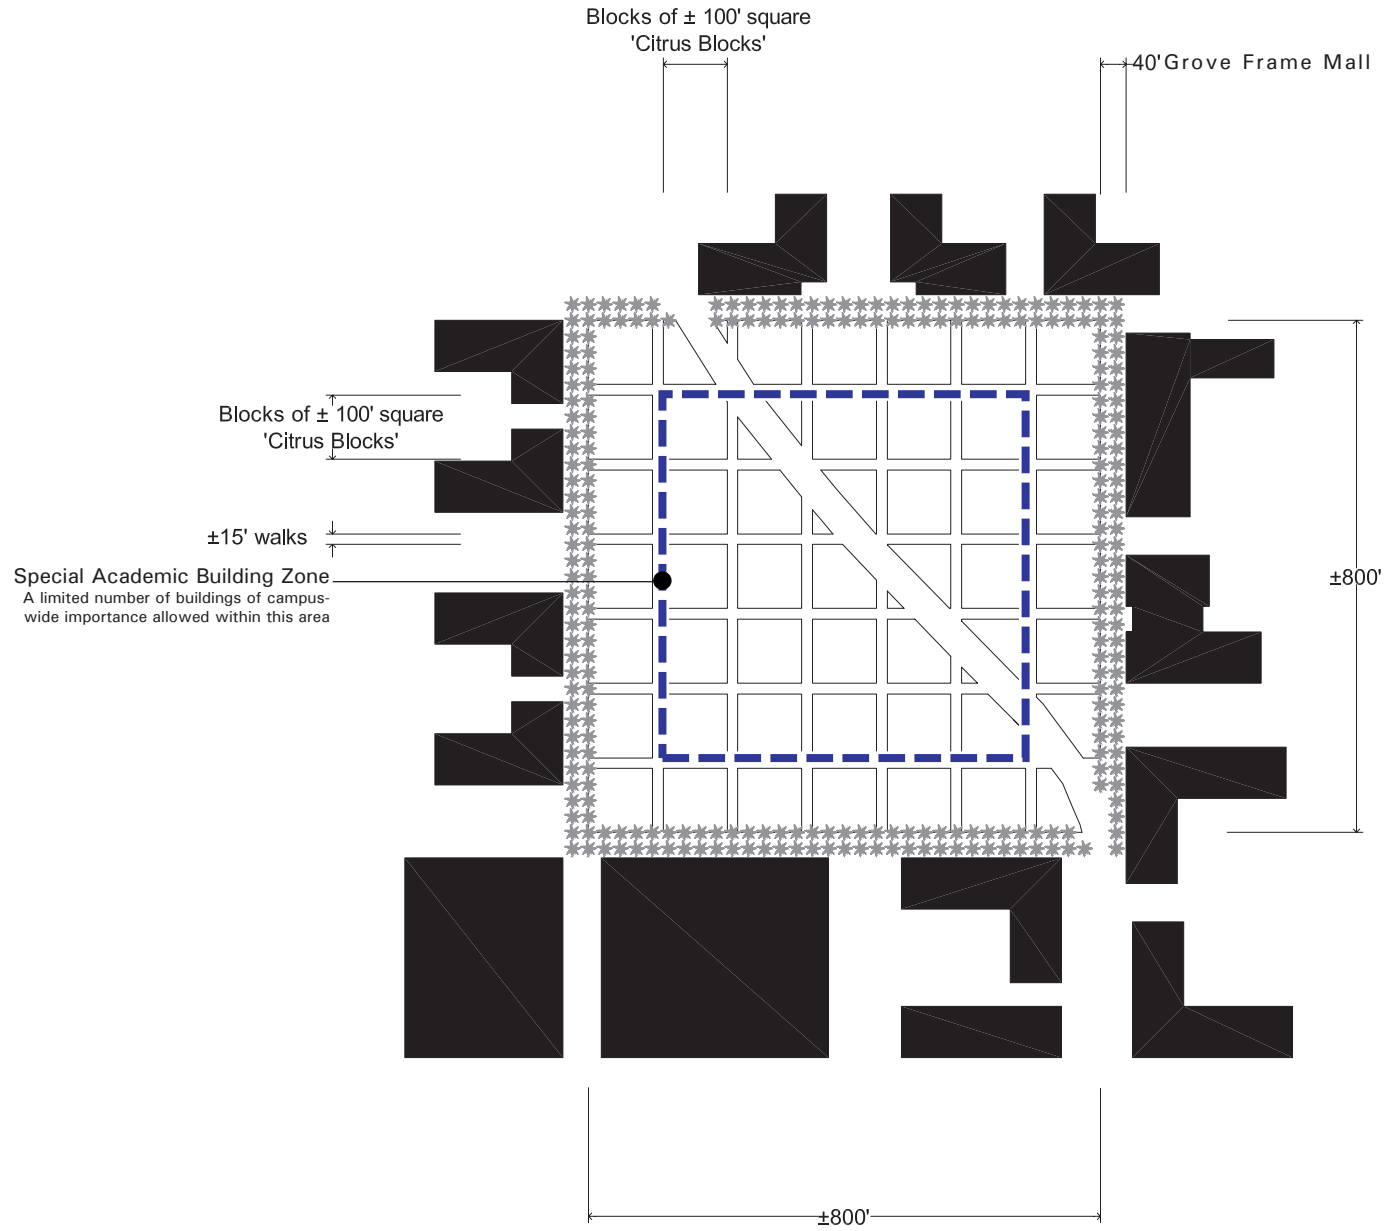 Blocks of ± 100' square
'Citrus Blocks'
40'Grove Frame Mall
Blocks of ± 100' square
'Citrus Blocks'
±15' walks
Special Academic Building Zone
A limited number of buildings of campus-
wide importance allowed within this area
±800'
±800'